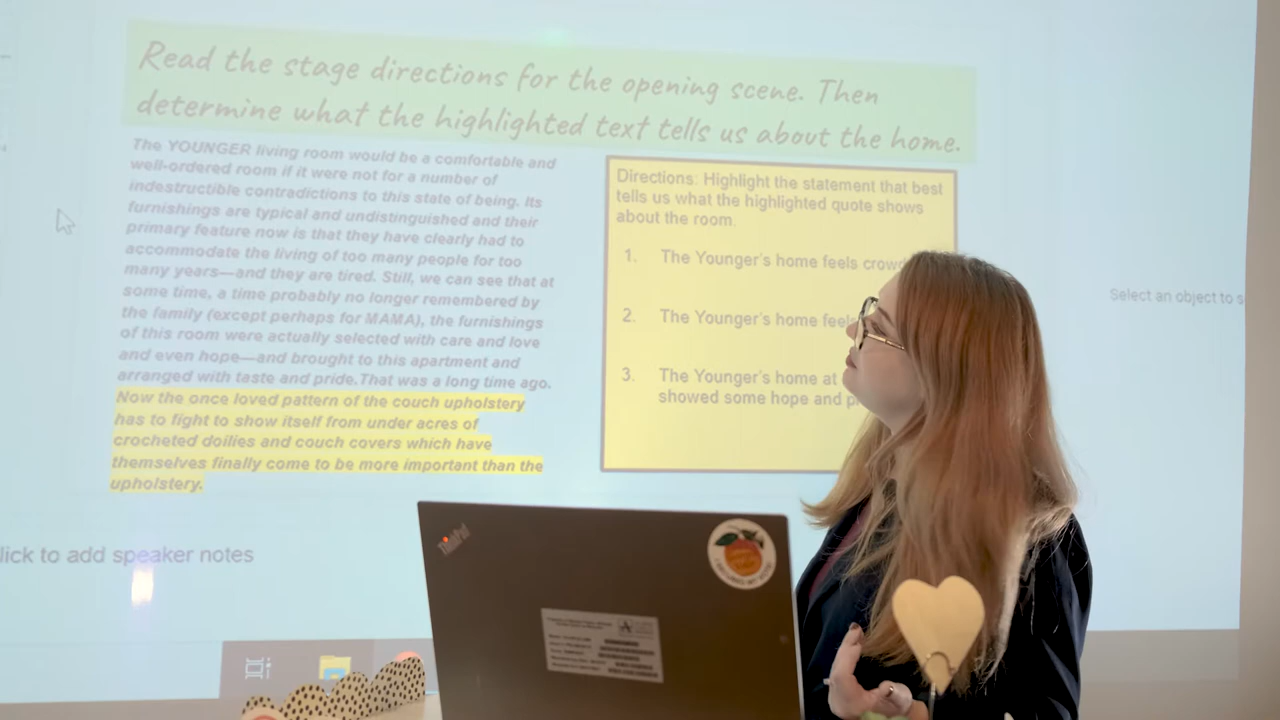 Read the stage directions for the opening scene. Then
determine what the highlighted text tells us about the home.
The YOUNGER living room would be a comfortable and
well-ordered room if it were not for a number of
indestructible contradictions to this state of being. Its
furnishings are typical and undistinguished and their
primary feature now is that they have clearly had to
accommodate the living of too many people for too
many years—and they are tired. Still, we can see that at
some time, a time probably no longer remembered by
the family (except perhaps for MAMA), the furnishings
of this room were actually selected with care and love
and even hope—and brought to this apartment and
arranged with taste and pride.That was a long time ago.
Now the once loved pattern of the couch upholstery
has to fight to show itself from under acres of
crocheted doilies and couch covers which have
themselves finally come to be more important than the
upholstery.
Directions: Highlight the statement that best
tells us what the highlighted quote shows
about the room.
1. The Younger's home feels crow
2. The Younger's home feels
3. The Younger's home at
showed some hope and p
Select an object to s
lick to add speaker notes
ThinkPad